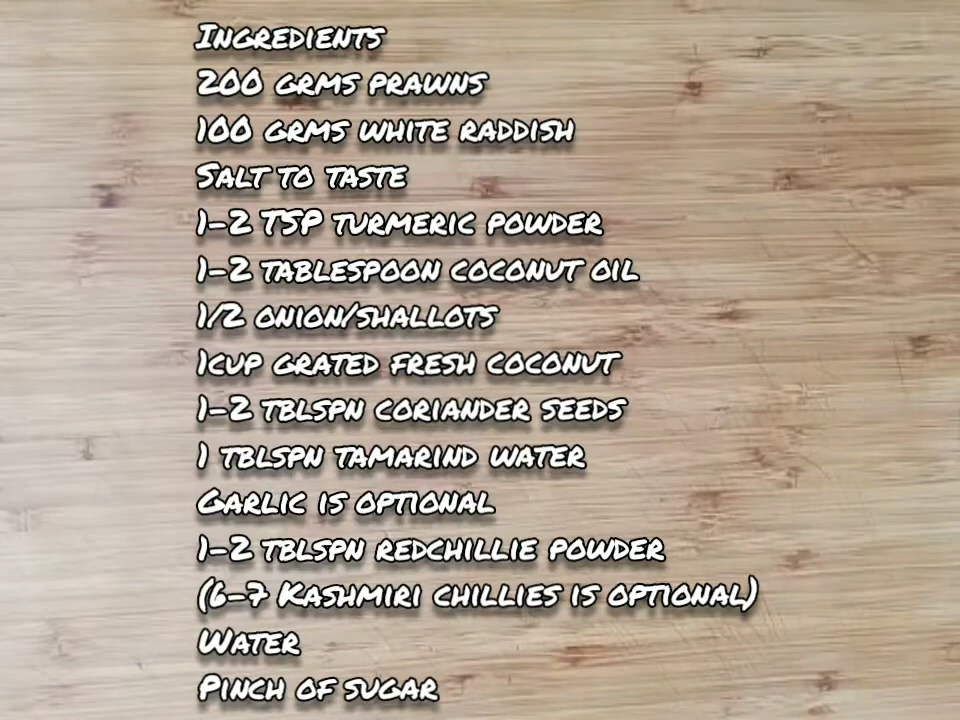 Ingredients
200 grms prawns
100 grms white raddish
Salt to taste
1-2 TSP turmeric powder
1-2 tablespoon coconut oil
1/2 onion/shallots
1cup grated fresh coconut
1-2 tblspn coriander seeds
1 tblspn tamarind water
Garlic is optional
1-2 tblspn redchillie powder
(6-7 Kashmiri chillies is optional)
Water
Pinch of sugar